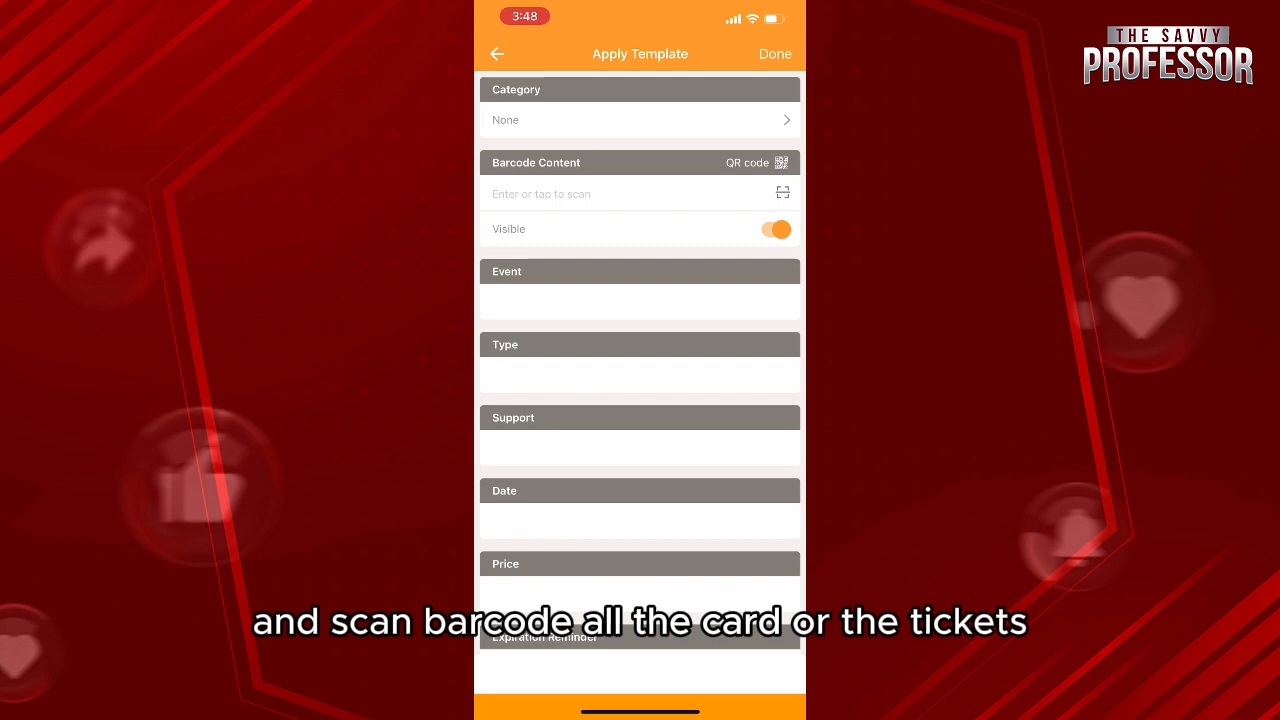 3:48
Apply Template
Done
THE SAVVY
PROFESSOR
Category
None
Barcode Content
QR code
Enter or tap to scan
Visible
Event
Type
Support
Date
Price
and scan barcode all the card or the tickets
Expiration Reminder